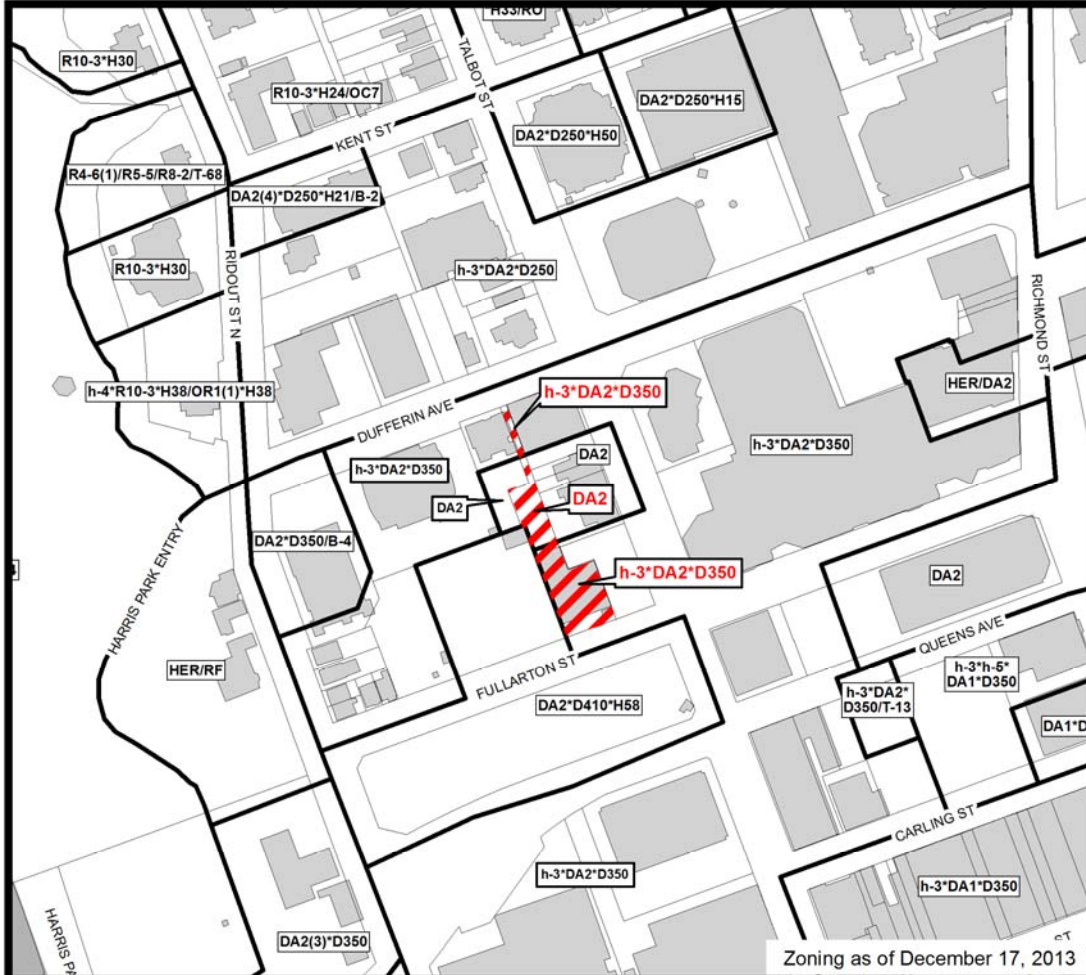 H33/RO
R10-3*H30
TALBOT ST
R10-3*H24/OC7
DA2*D250*H15
DA2*D250*H50
KENT ST
R4-6(1)/R5-5/R8-2/T-68
DA2(4)*D250*H21/B-2
R10-3*H30
RIDOUT ST N
h-3*DA2*D250
RICHMOND ST
h-4*R10-3*H38/OR1(1)*H38
h-3*DA2*D350
HER/DA2
DUFFERIN AVE
h-3*DA2*D350
DA2
h-3*DA2*D350
DA2
DA2
DA2*D350/B-4
HARRIS PARK ENTRY
h-3*DA2*D350
DA2
QUEENS AVE
HER/RF
FULLARTON ST
h-3*h-5*
DA1*D350
h-3*DA2*
D350/T-13
DA2*D410*H58
DA1*D
CARLING ST
h-3*DA2*D350
h-3*DA1*D350
HARRIS PA
DA2(3)*D350
ST
Zoning as of December 17, 2013